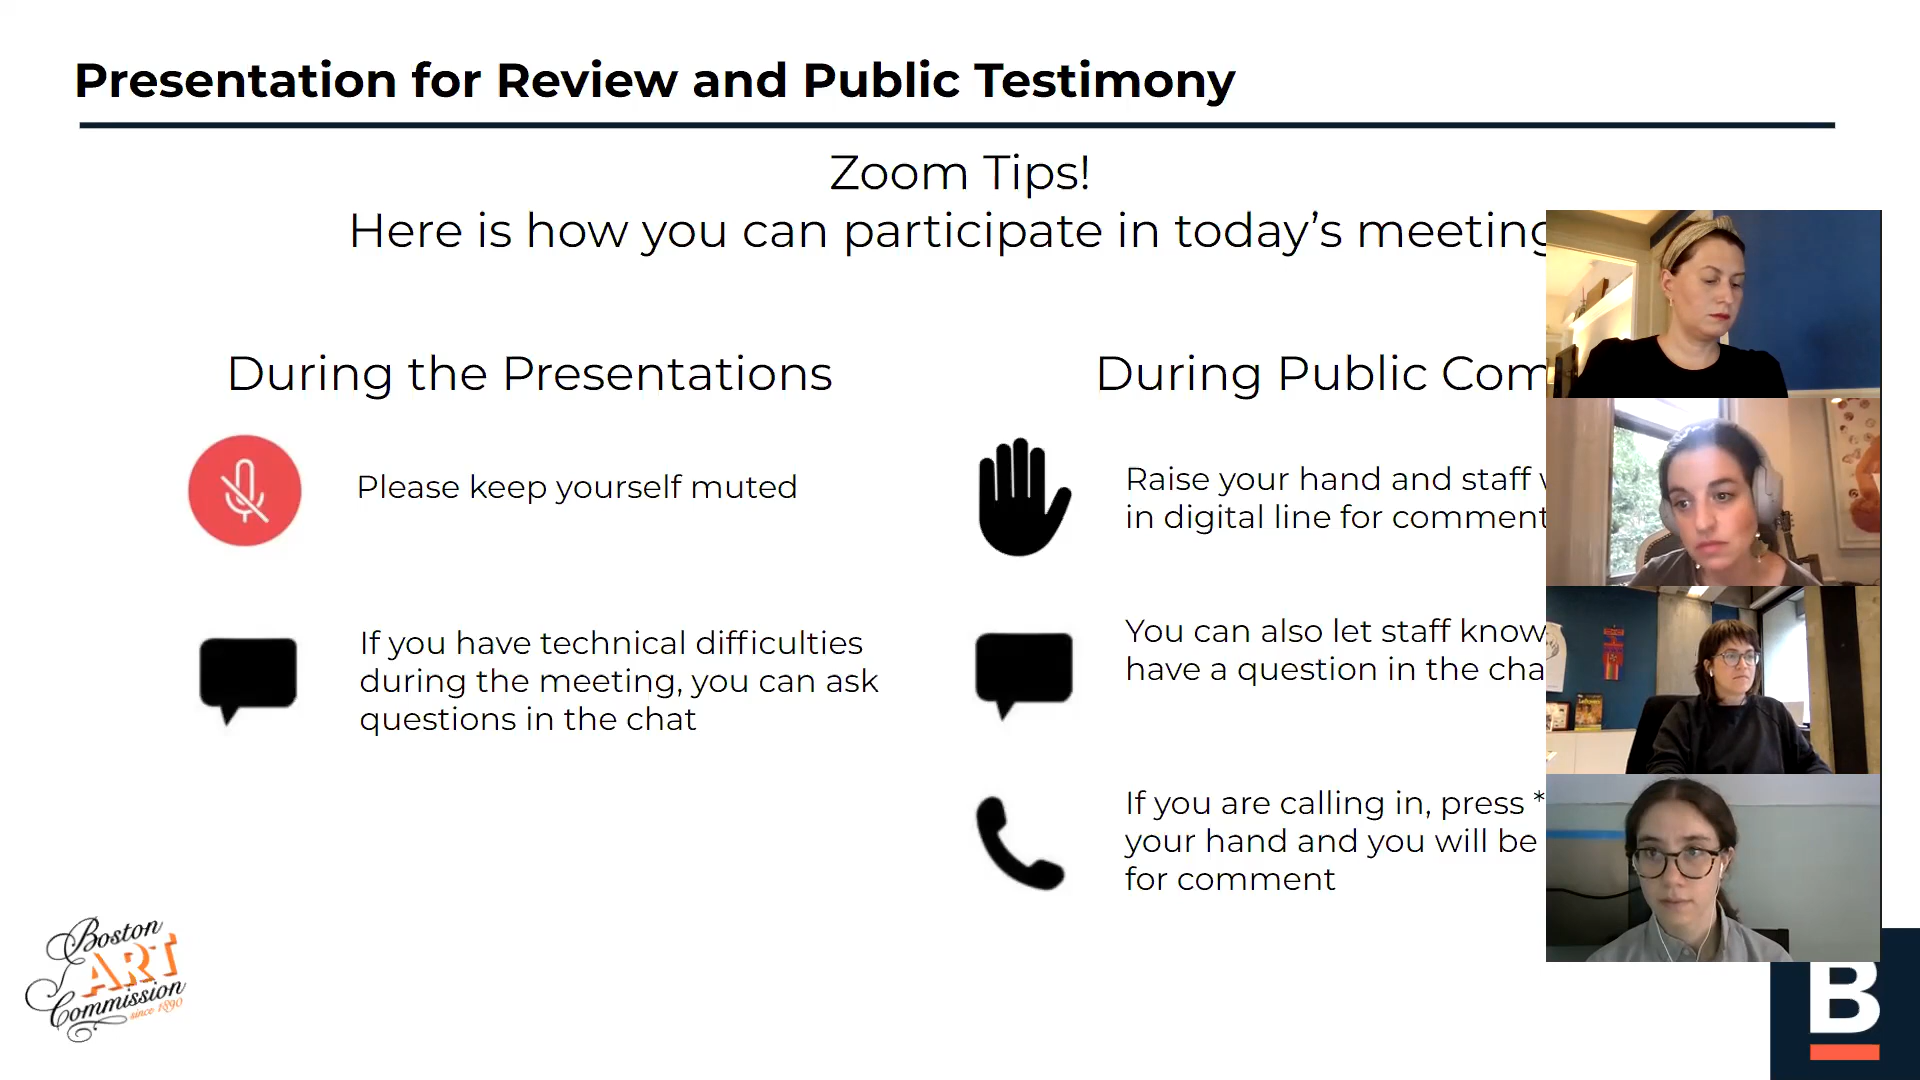 Presentation for Review and Public Testimony
Zoom Tips!
Here is how you can participate in today’s meeting
During the Presentations
Please keep yourself muted
If you have technical difficulties
during the meeting, you can ask
questions in the chat
During Public Com
Raise your hand and staff
in digital line for comment
You can also let staff know
have a question in the cha
If you are calling in, press *
your hand and you will be
for comment
Boston
ART
Commission
since 1890
B